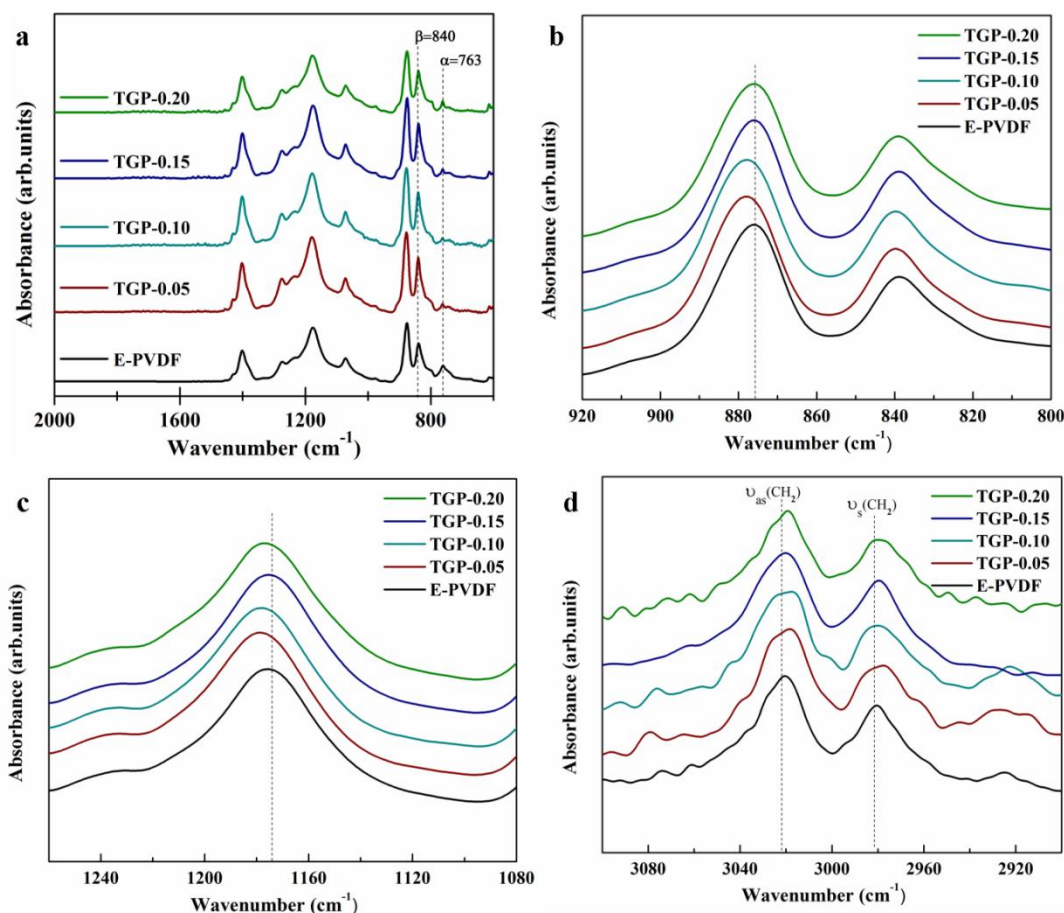 a
β=840
α=763
TGP-0.20
TGP-0.15
TGP-0.10
TGP-0.05
E-PVDF
Absorbance (arb.units)
2000 1600 1200 800
Wavenumber (cm⁻¹)
b
TGP-0.20
TGP-0.15
TGP-0.10
TGP-0.05
E-PVDF
Absorbance (arb.units)
920 900 880 860 840 820 800
Wavenumber (cm⁻¹)
c
TGP-0.20
TGP-0.15
TGP-0.10
TGP-0.05
E-PVDF
Absorbance (arb.units)
1240 1200 1160 1120 1080
Wavenumber (cm⁻¹)
d
υas(CH₂)
υs(CH₂)
TGP-0.20
TGP-0.15
TGP-0.10
TGP-0.05
E-PVDF
Absorbance (arb.units)
3080 3040 3000 2960 2920
Wavenumber (cm⁻¹)